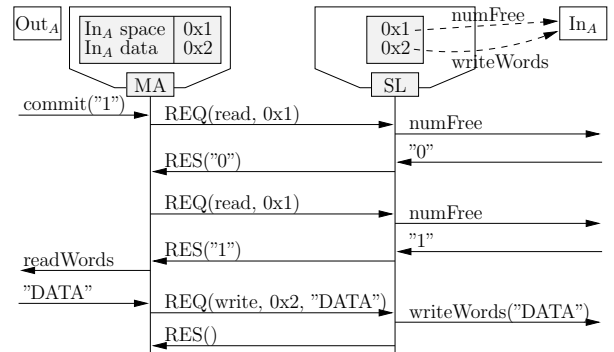 Out_A
In_A space 0x1
In_A data 0x2
0x1
0x2
numFree
writeWords
In_A
MA
SL
commit("1")
REQ(read, 0x1)
numFree
"0"
RES("0")
REQ(read, 0x1)
numFree
"1"
RES("1")
readWords
"DATA"
REQ(write, 0x2, "DATA")
writeWords("DATA")
RES()